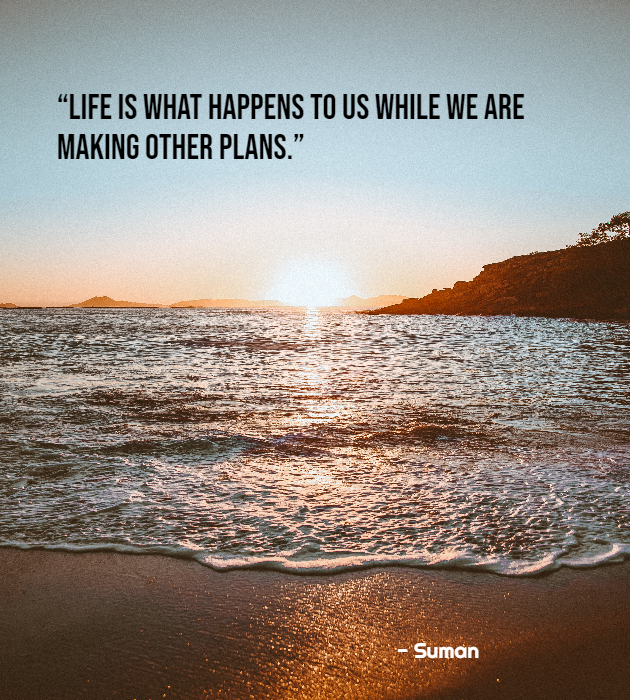 “LIFE IS WHAT HAPPENS TO US WHILE WE ARE
MAKING OTHER PLANS.”
- Suman